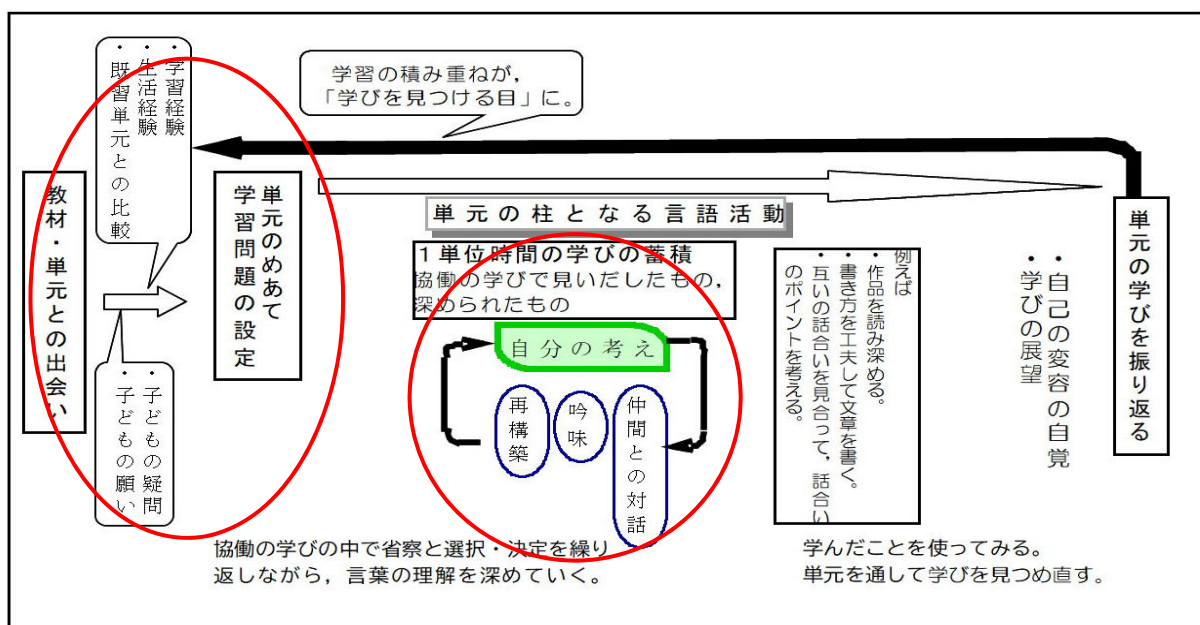 ・学習経験
・生活経験
・既習単元との比較
教材・単元との出会い
・子どもの疑問
・子どもの願い
単元のめあて
学習問題の設定
学習の積み重ねが，
「学びを見つける目」に。
単元の柱となる言語活動
１単位時間の学びの蓄積
協働の学びで見いだしたもの，
深められたもの
自分の考え
仲間との対話
吟味
再構築
協働の学びの中で省察と選択・決定を繰り
返しながら，言葉の理解を深めていく。
例えば
・作品を読み深める。
・書き方を工夫して文章を書く。
・互いの話合いを見合って，話合い
のポイントを考える。
・自己の変容の自覚
・学びの展望
単元の学びを振り返る
学んだことを使ってみる。
単元を通して学びを見つめ直す。